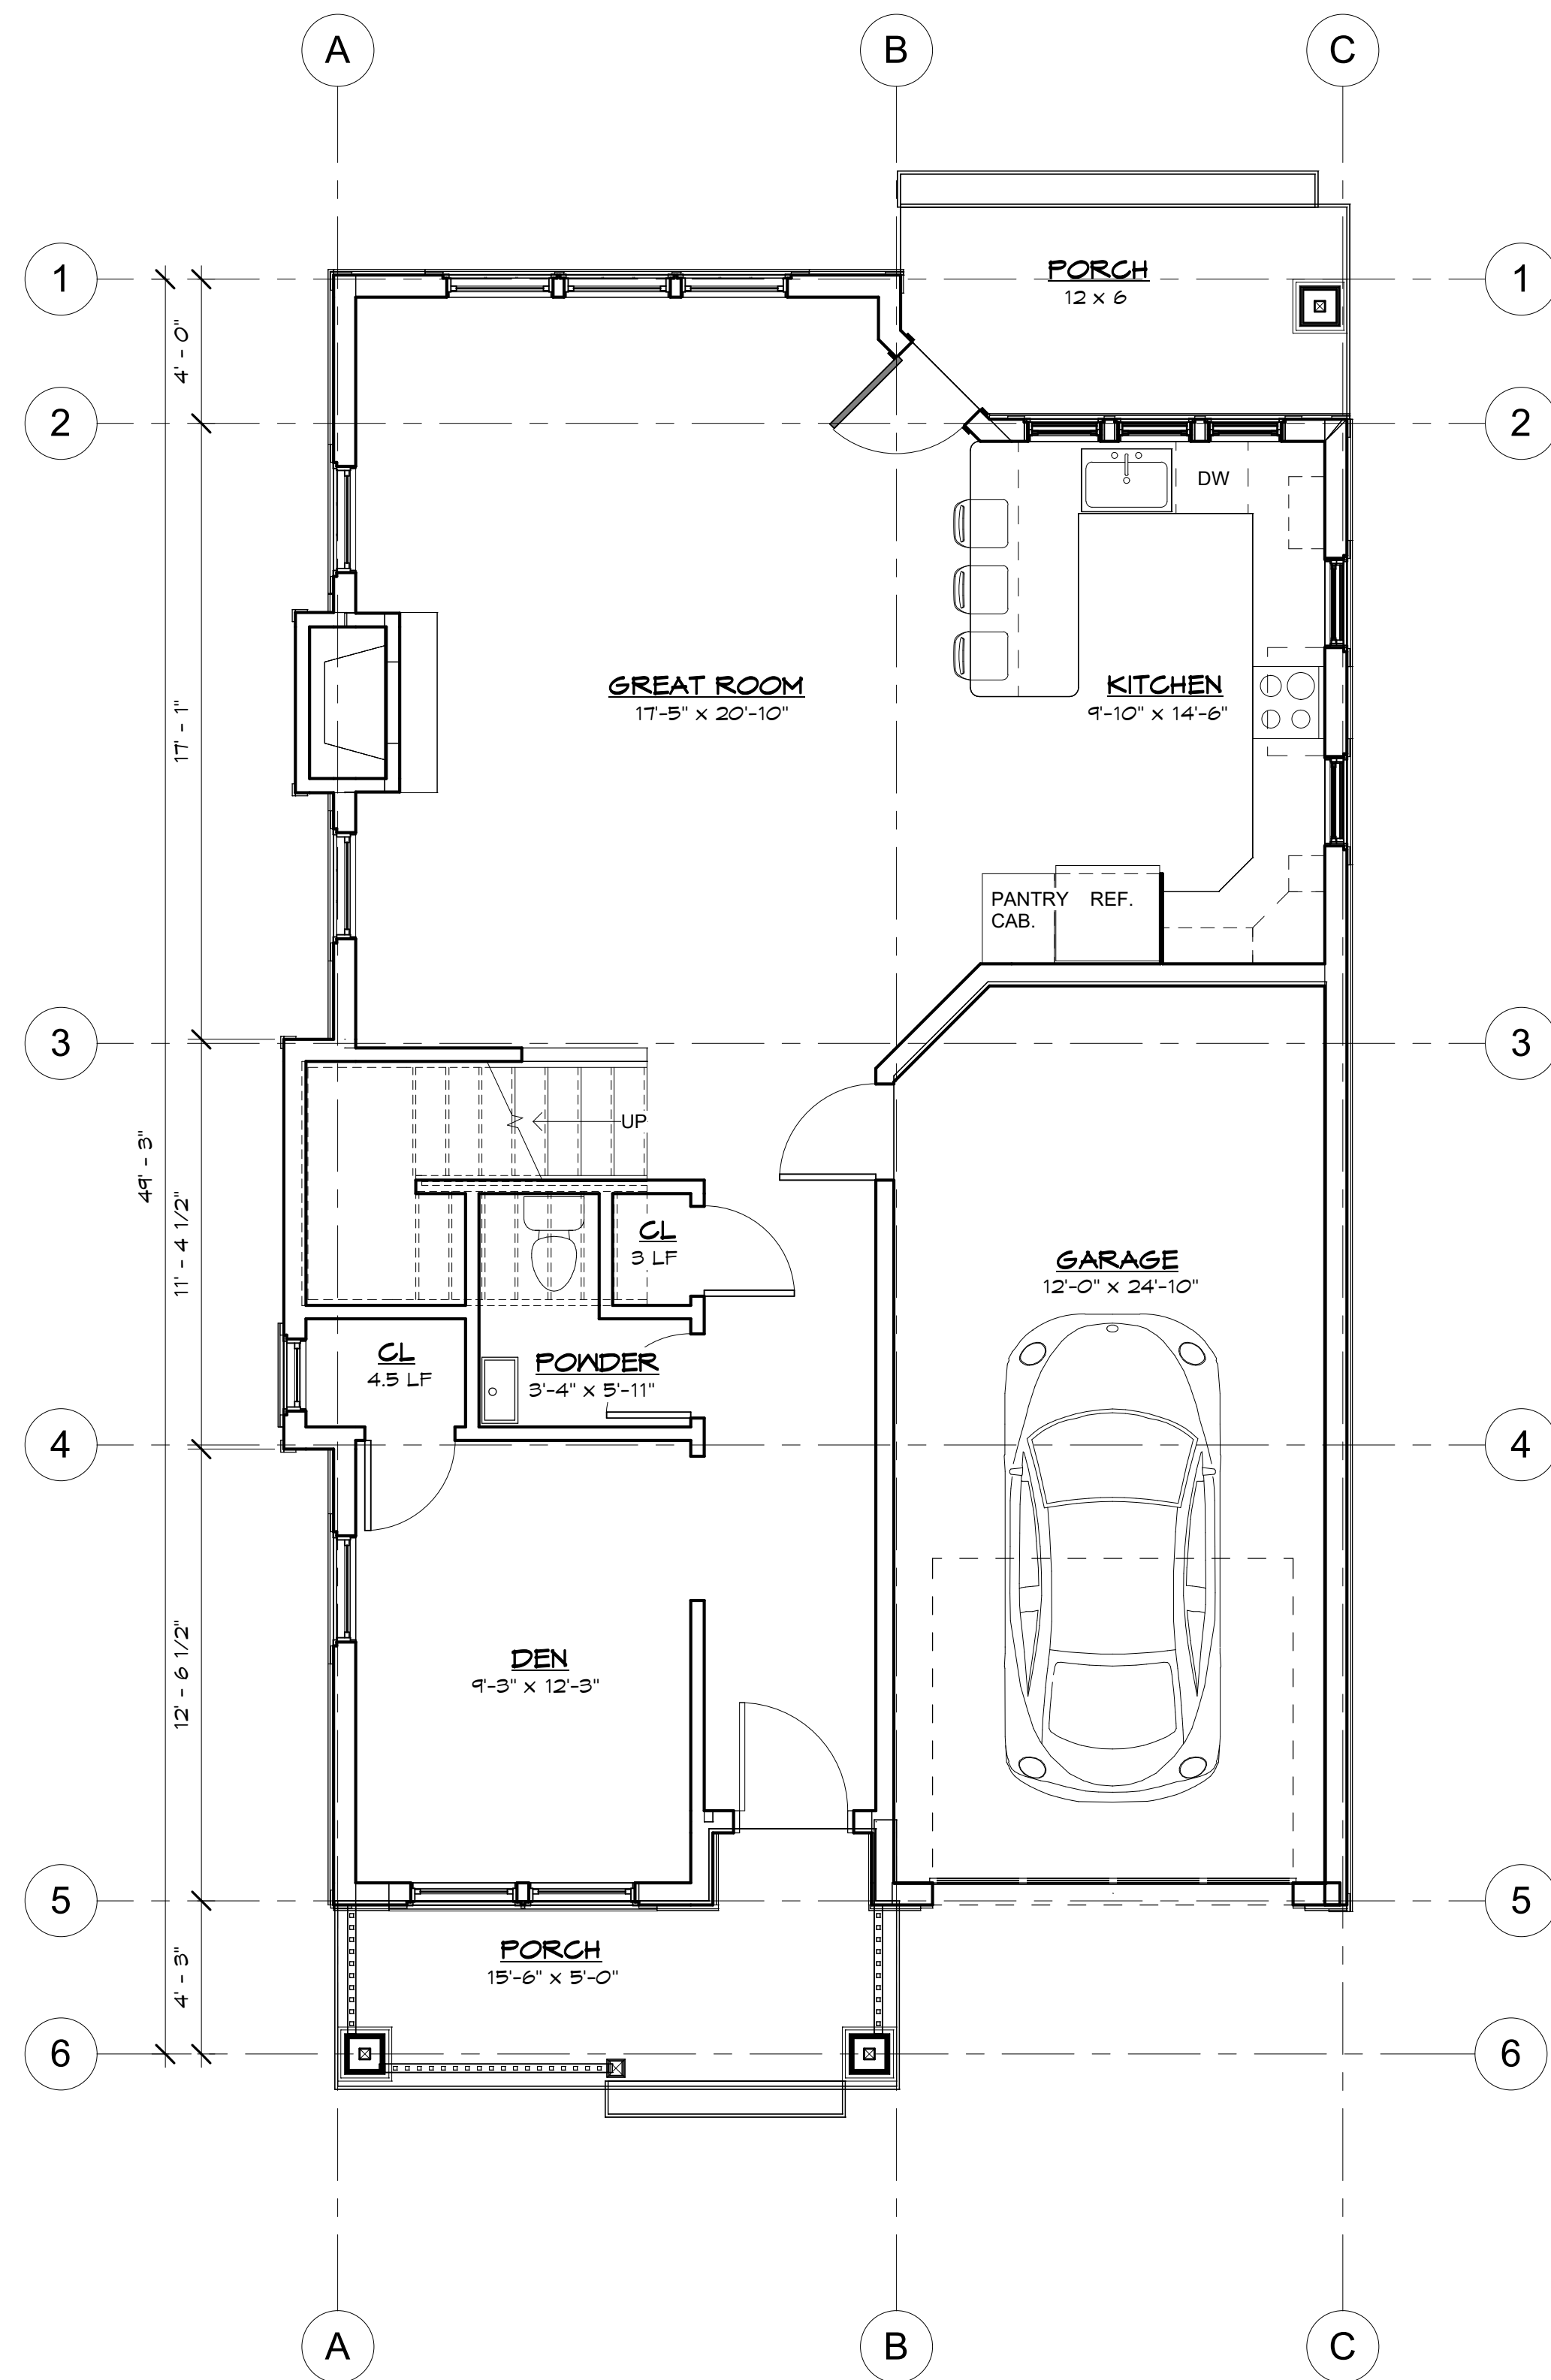 A
B
C
1
PORCH
12 x 6
1
4' - 0"
2
2
DW
GREAT ROOM
17'-5" x 20'-10"
KITCHEN
9'-10" x 14'-6"
17' - 1"
PANTRY
CAB.
REF.
3
3
UP
49' - 3"
11' - 4 1/2"
CL
3 LF
GARAGE
12'-0" x 24'-10"
CL
4.5 LF
POWDER
3'-4" x 5'-11"
4
4
DEN
9'-3" x 12'-3"
12' - 6 1/2"
5
5
PORCH
15'-6" x 5'-0"
4' - 3"
6
6
A
B
C